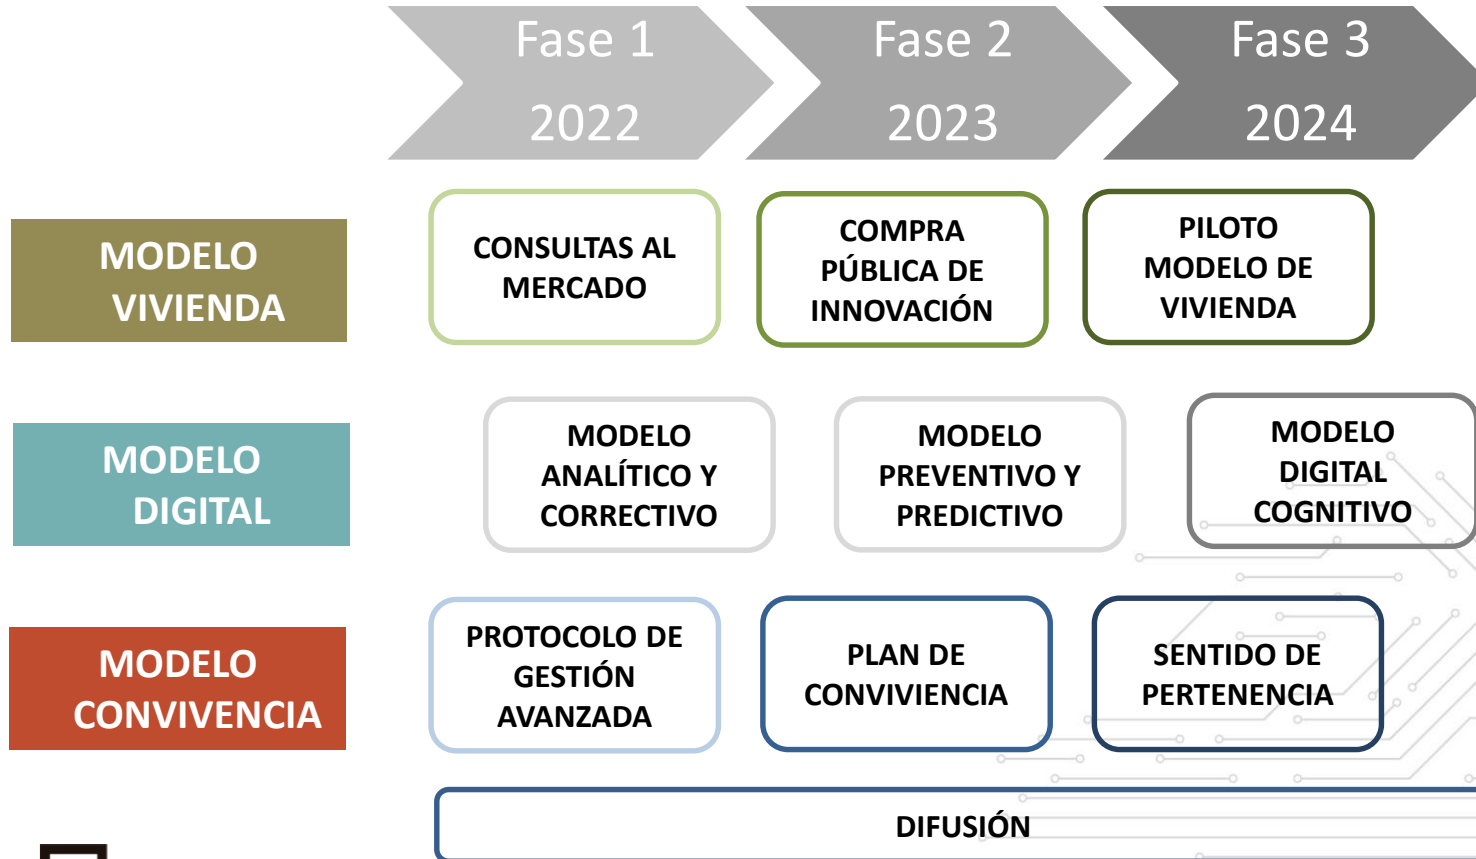 Fase 1
2022
Fase 2
2023
Fase 3
2024
MODELO
VIVIENDA
CONSULTAS AL
MERCADO
COMPRA
PÚBLICA DE
INNOVACIÓN
PILOTO
MODELO DE
VIVIENDA
MODELO
DIGITAL
MODELO
ANALÍTICO Y
CORRECTIVO
MODELO
PREVENTIVO Y
PREDICTIVO
MODELO
DIGITAL
COGNITIVO
MODELO
CONVIVENCIA
PROTOCOLO DE
GESTIÓN
AVANZADA
PLAN DE
CONVIVIENCIA
SENTIDO DE
PERTENENCIA
DIFUSIÓN